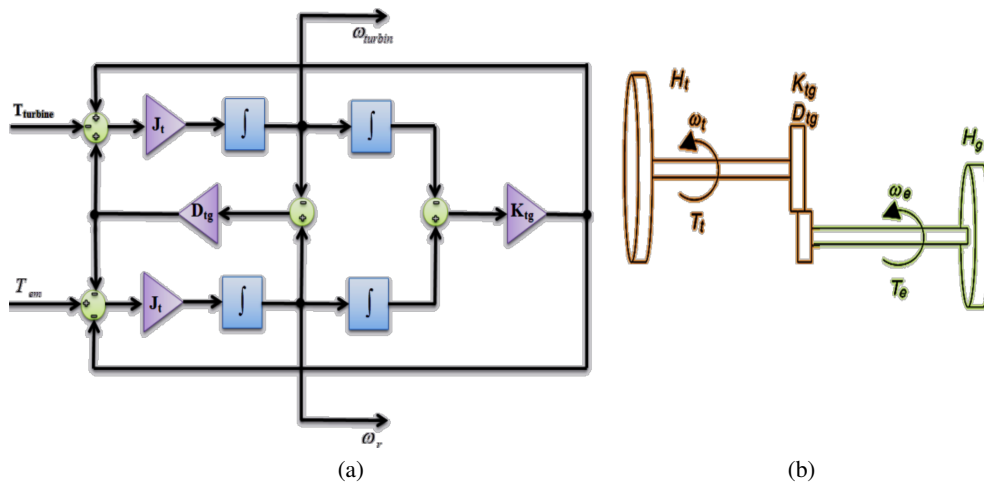 ω_turbin
T_turbine
J_t
∫
∫
D_tg
K_tg
T_em
J_t
∫
∫
ω_r
(a)
H_t
ω_t
T_t
K_tg
D_tg
H_g
ω_e
T_e
(b)